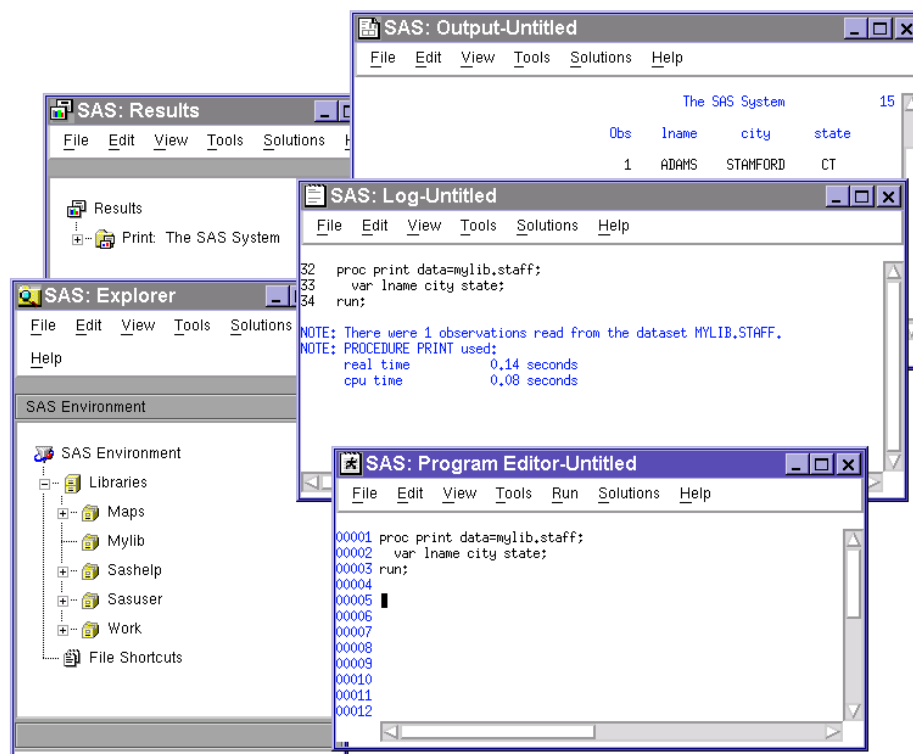 SAS: Output-Untitled
File Edit View Tools Solutions Help
The SAS System 15
Obs lname city state
1 ADAMS STAMFORD CT
SAS: Results
File Edit View Tools Solutions
Results
Print: The SAS System
SAS: Log-Untitled
File Edit View Tools Solutions Help
32 proc print data=mylib.staff;
33 var lname city state;
34 run;
NOTE: There were 1 observations read from the dataset MYLIB.STAFF.
NOTE: PROCEDURE PRINT used:
real time 0.14 seconds
cpu time 0.08 seconds
SAS: Explorer
File Edit View Tools Solutions
Help
SAS Environment
SAS Environment
Libraries
Maps
Mylib
Sashelp
Sasuser
Work
File Shortcuts
SAS: Program Editor-Untitled
File Edit View Tools Run Solutions Help
00001 proc print data=mylib.staff;
00002 var lname city state;
00003 run;
00004
00005
00006
00007
00008
00009
00010
00011
00012